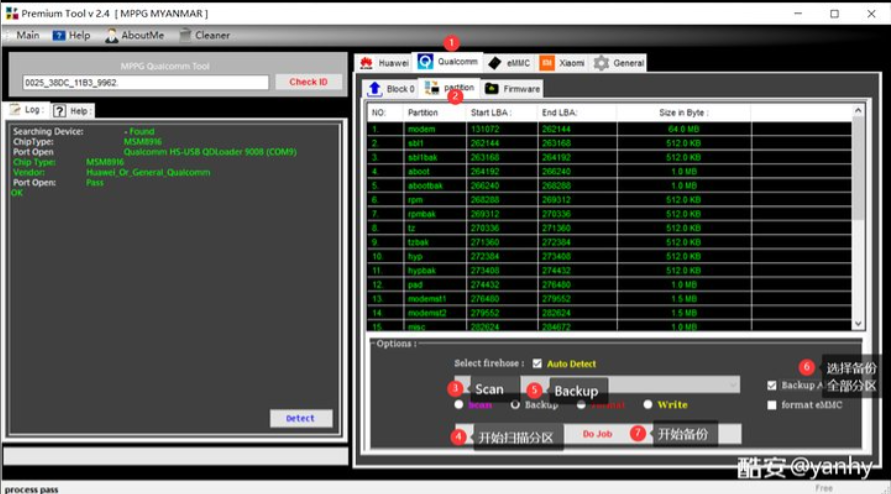 Premium Tool v 2.4 [ MPPG MYANMAR ]
Main Help AboutMe Cleaner
MPPG Qualcomm Tool
0025_38DC_11B3_9962.
Check ID
Log : Help :
Searching Device: - Found
ChipType: MSM8916
Port Open Qualcomm HS-USB QDLoader 9008 (COM9)
Chip Type: MSM8916
Vendor: Huawei_Or_General_Qualcomm
Port Open: Pass
OK
Detect
process pass
1
Huawei Qualcomm eMMC Xiaomi General
Block 0 partition Firmware
2
NO: Partition Start LBA : End LBA: Size in Byte :
1. modem 131072 262144 64.0 MB
2. sbl1 262144 263168 512.0 KB
3. sbl1bak 263168 264192 512.0 KB
4. aboot 264192 266240 1.0 MB
5. abootbak 266240 268288 1.0 MB
6. rpm 268288 269312 512.0 KB
7. rpmbak 269312 270336 512.0 KB
8. tz 270336 271360 512.0 KB
9. tzbak 271360 272384 512.0 KB
10. hyp 272384 273408 512.0 KB
11. hypbak 273408 274432 512.0 KB
12. pad 274432 276480 1.0 MB
13. modemst1 276480 279552 1.5 MB
14. modemst2 279552 282624 1.5 MB
15. misc 282624 284672 1.0 MB
Options :
Select firehose : Auto Detect
6 选择备份
全部分区
3 Scan 5 Backup
Backup
Scan Backup Format Write
format eMMC
4 开始扫描分区 Do Job 7 开始备份
酷安 @yanhy
Free